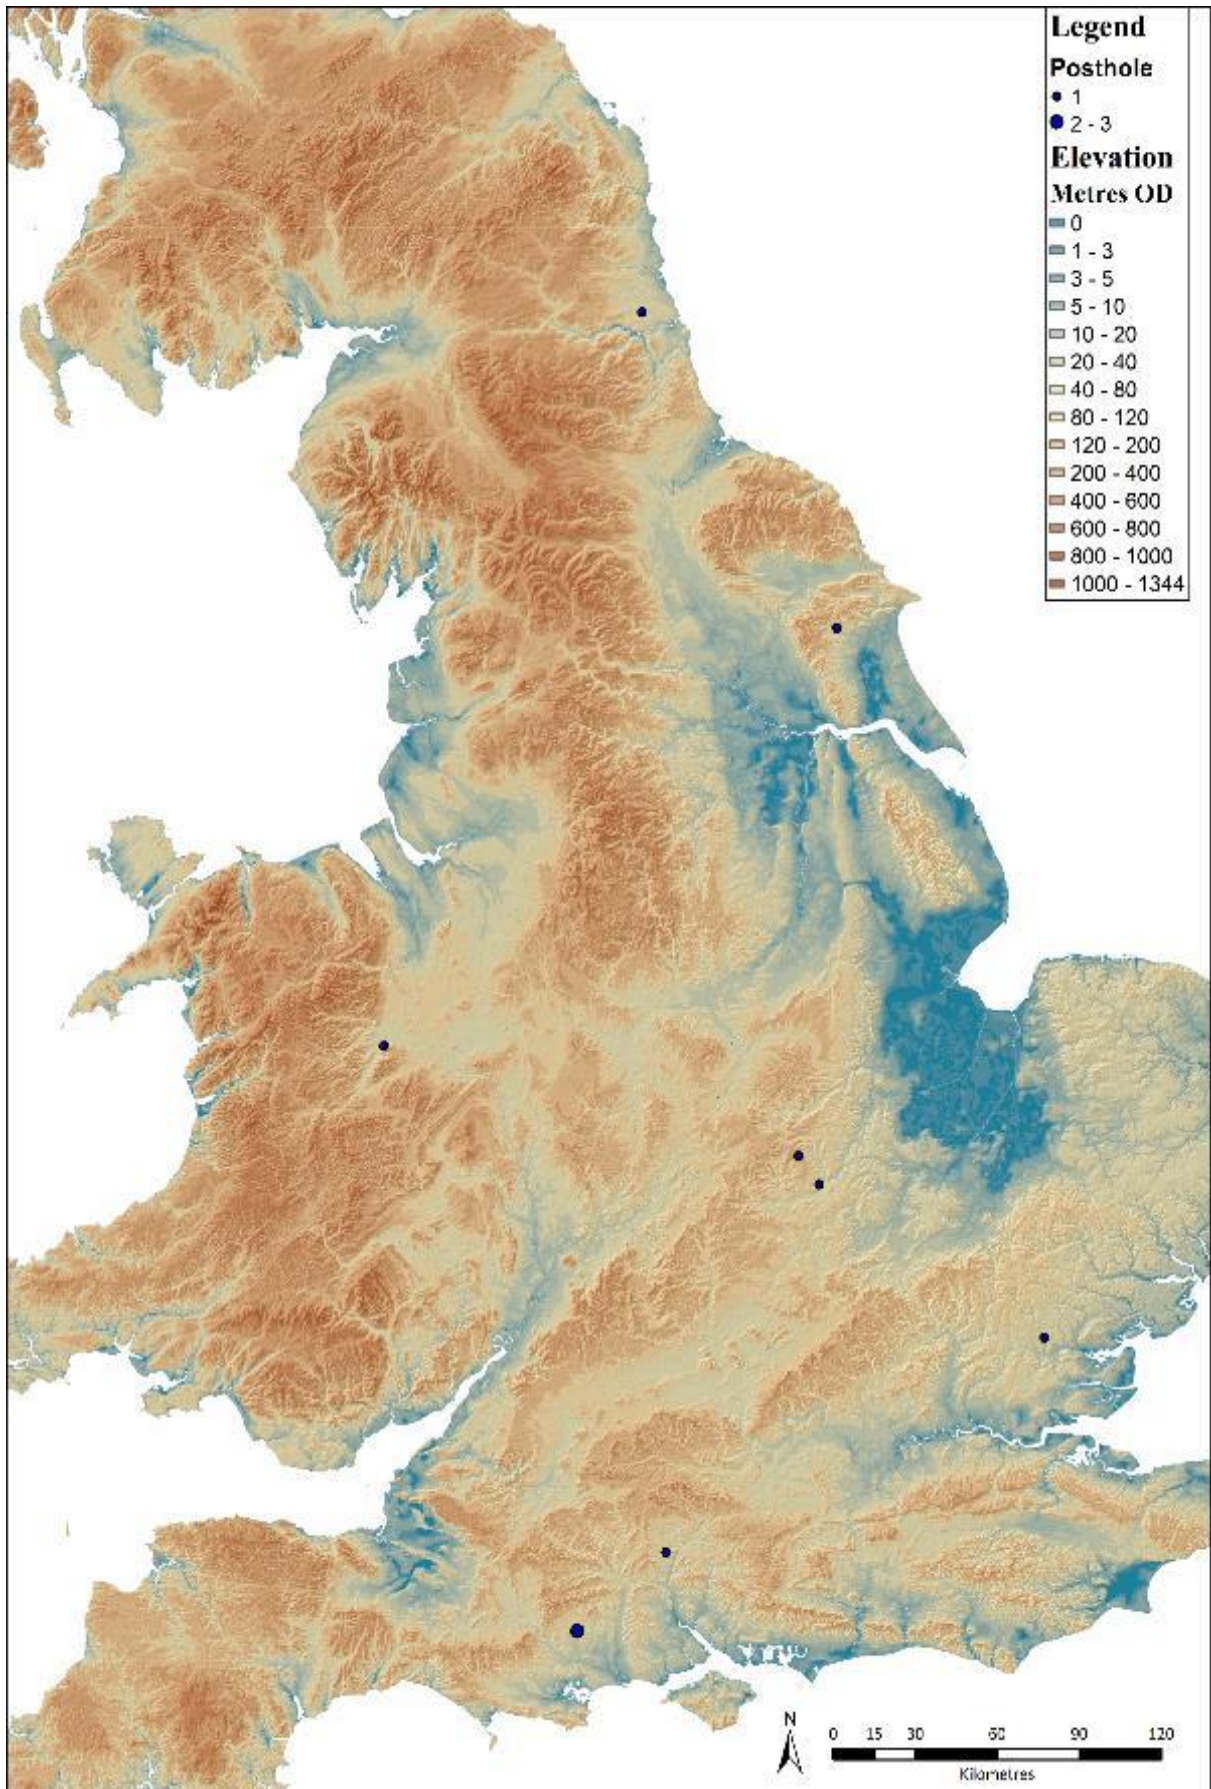 Legend
Posthole
1
2 - 3
Elevation
Metres OD
0
1 - 3
3 - 5
5 - 10
10 - 20
20 - 40
40 - 80
80 - 120
120 - 200
200 - 400
400 - 600
600 - 800
800 - 1000
1000 - 1344
N
0 15 30 60 90 120
Kilometres